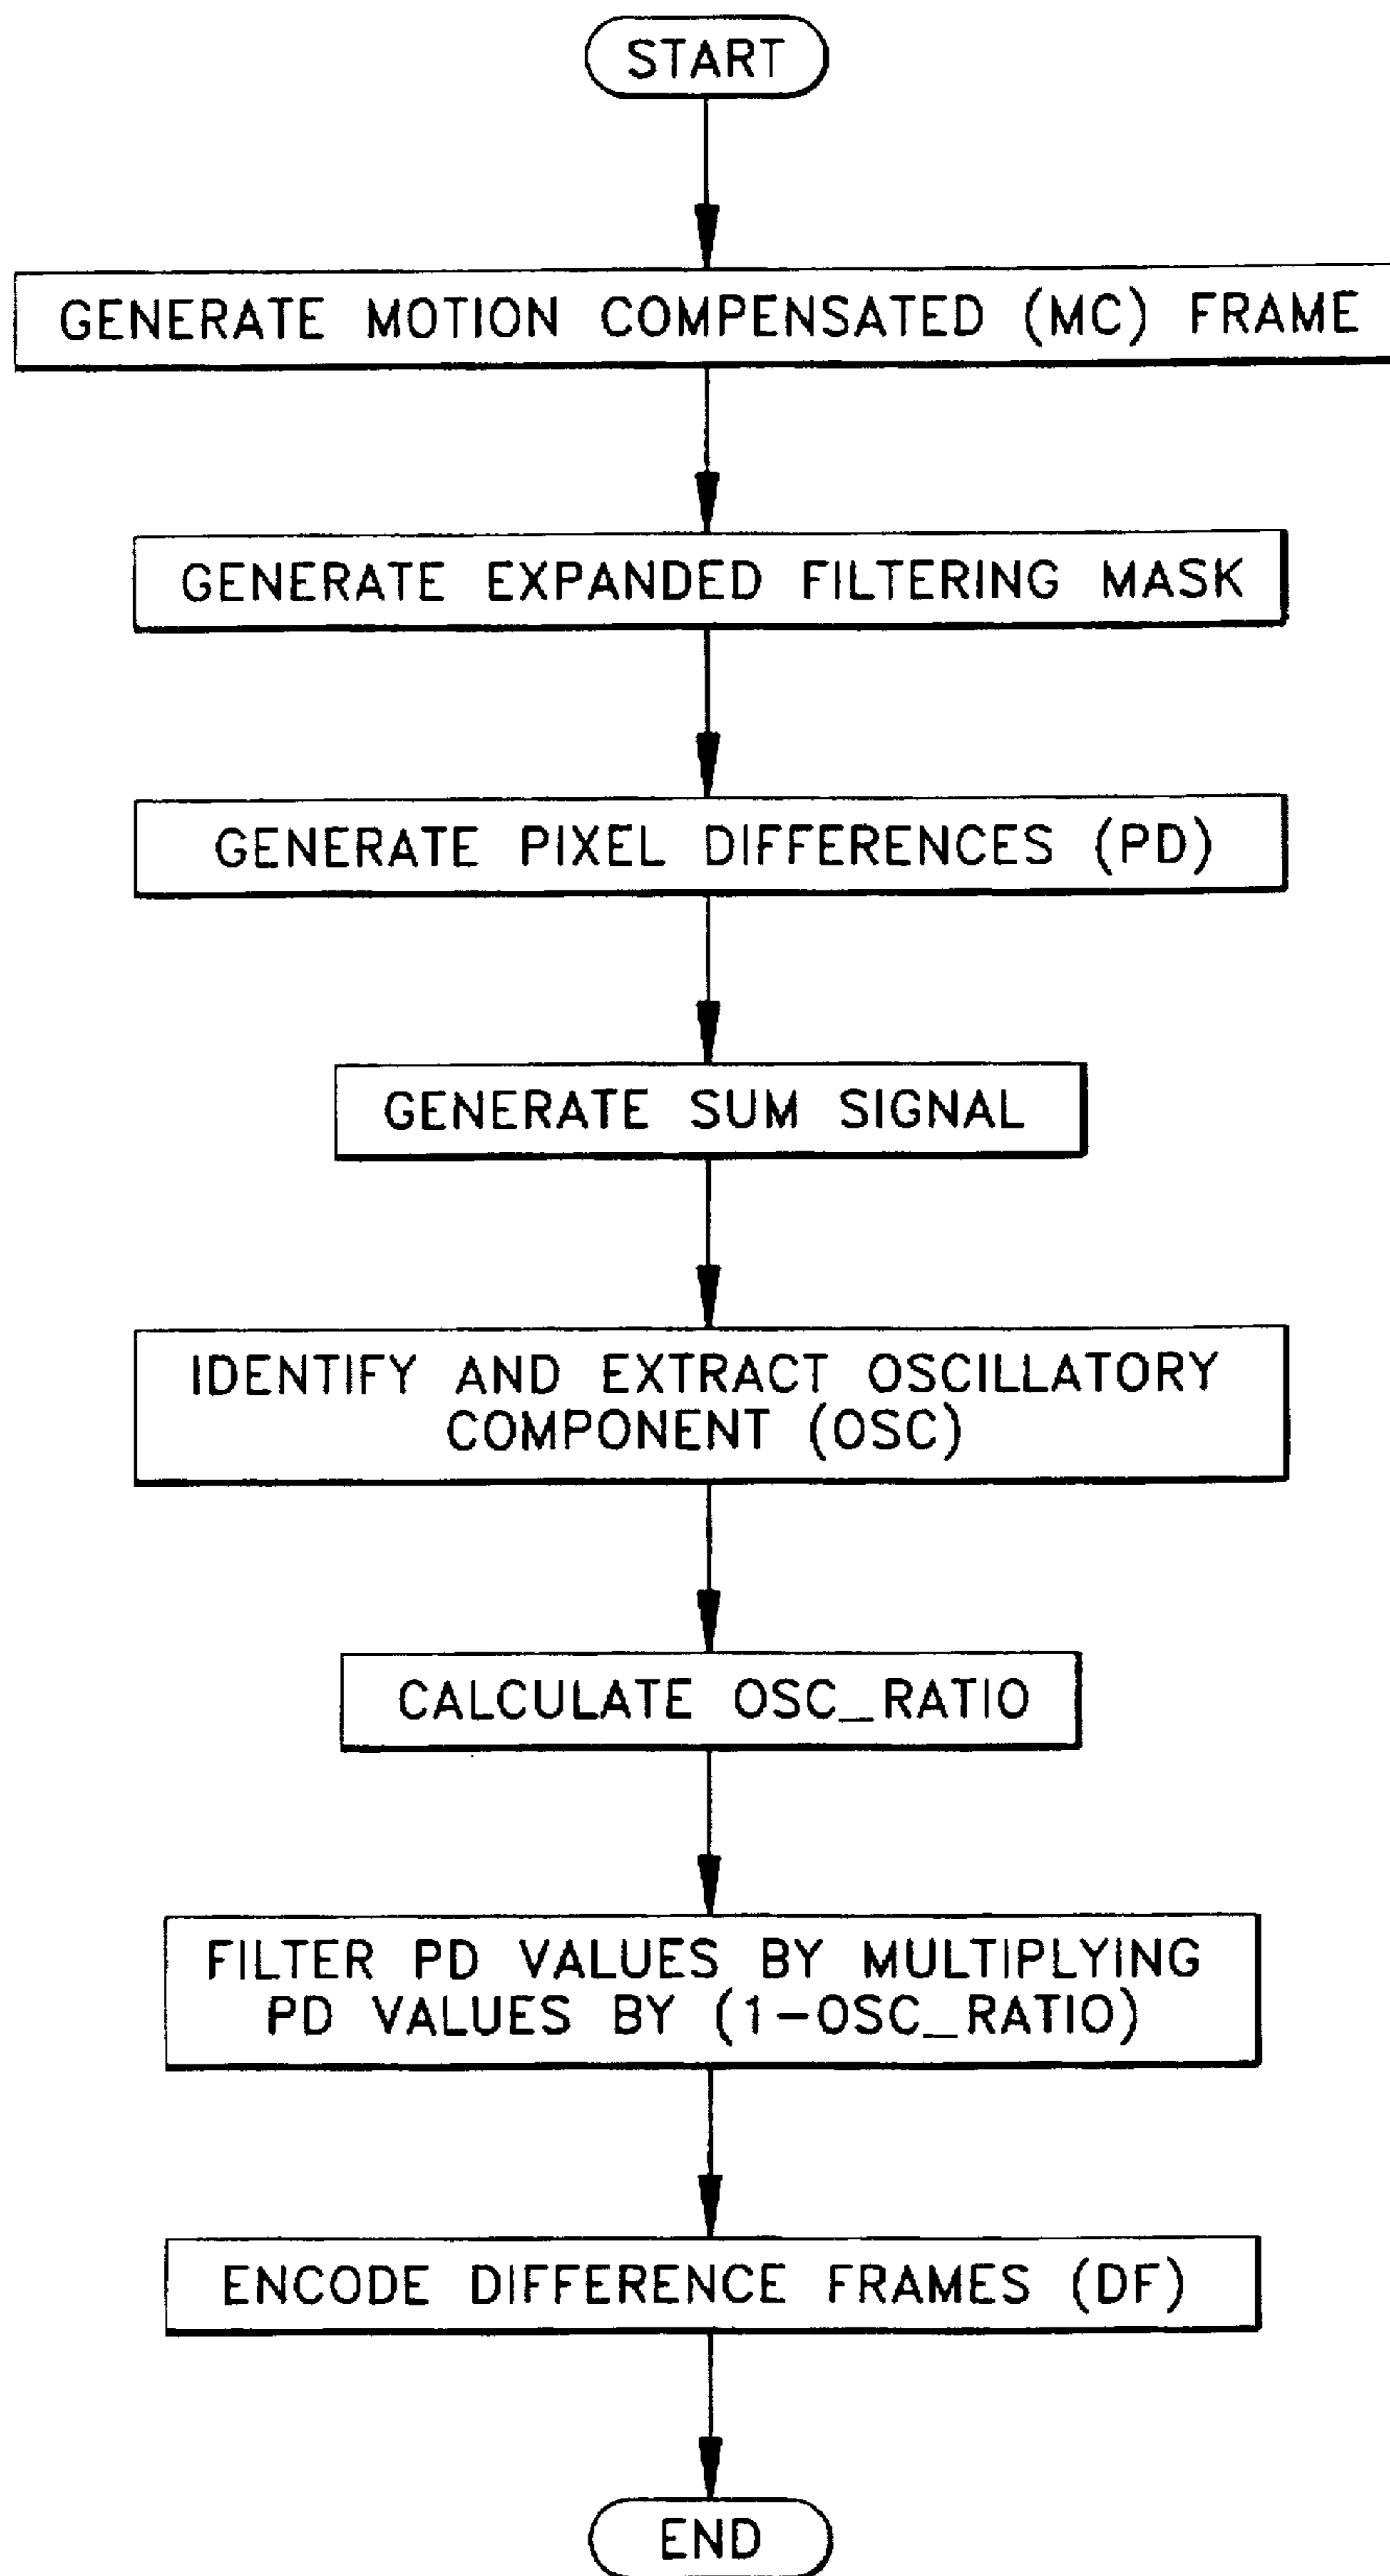 START
GENERATE MOTION COMPENSATED (MC) FRAME
GENERATE EXPANDED FILTERING MASK
GENERATE PIXEL DIFFERENCES (PD)
GENERATE SUM SIGNAL
IDENTIFY AND EXTRACT OSCILLATORY
COMPONENT (OSC)
CALCULATE OSC_RATIO
FILTER PD VALUES BY MULTIPLYING
PD VALUES BY (1-OSC_RATIO)
ENCODE DIFFERENCE FRAMES (DF)
END